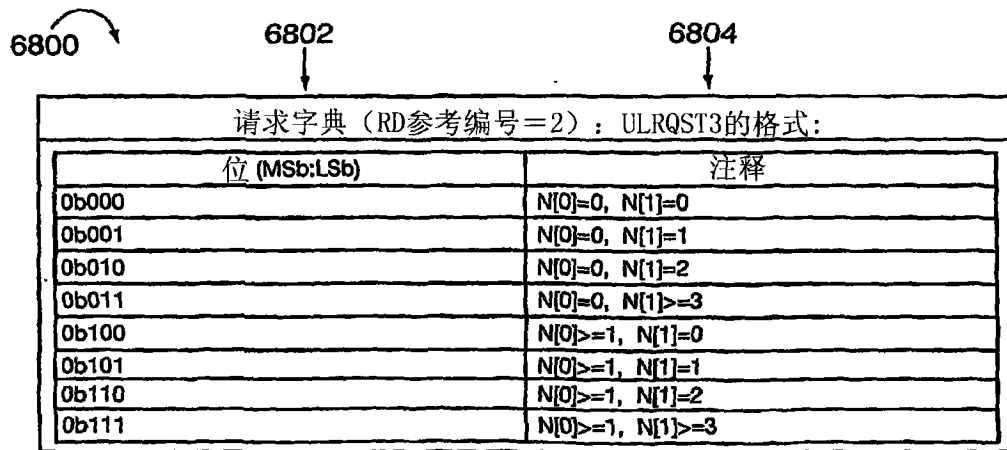 6800 6802 6804
请求字典（RD参考编号＝2）：ULRQST3的格式:
位 (MSb:LSb) 注释
0b000 N[0]=0, N[1]=0
0b001 N[0]=0, N[1]=1
0b010 N[0]=0, N[1]=2
0b011 N[0]=0, N[1]>=3
0b100 N[0]>=1, N[1]=0
0b101 N[0]>=1, N[1]=1
0b110 N[0]>=1, N[1]=2
0b111 N[0]>=1, N[1]>=3